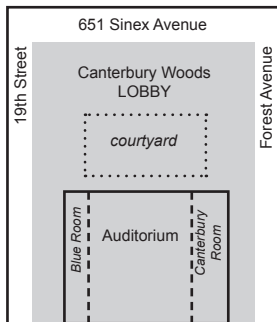 651 Sinex Avenue
19th Street
Forest Avenue
Canterbury Woods
LOBBY
courtyard
Blue Room
Auditorium
Canterbury
Room